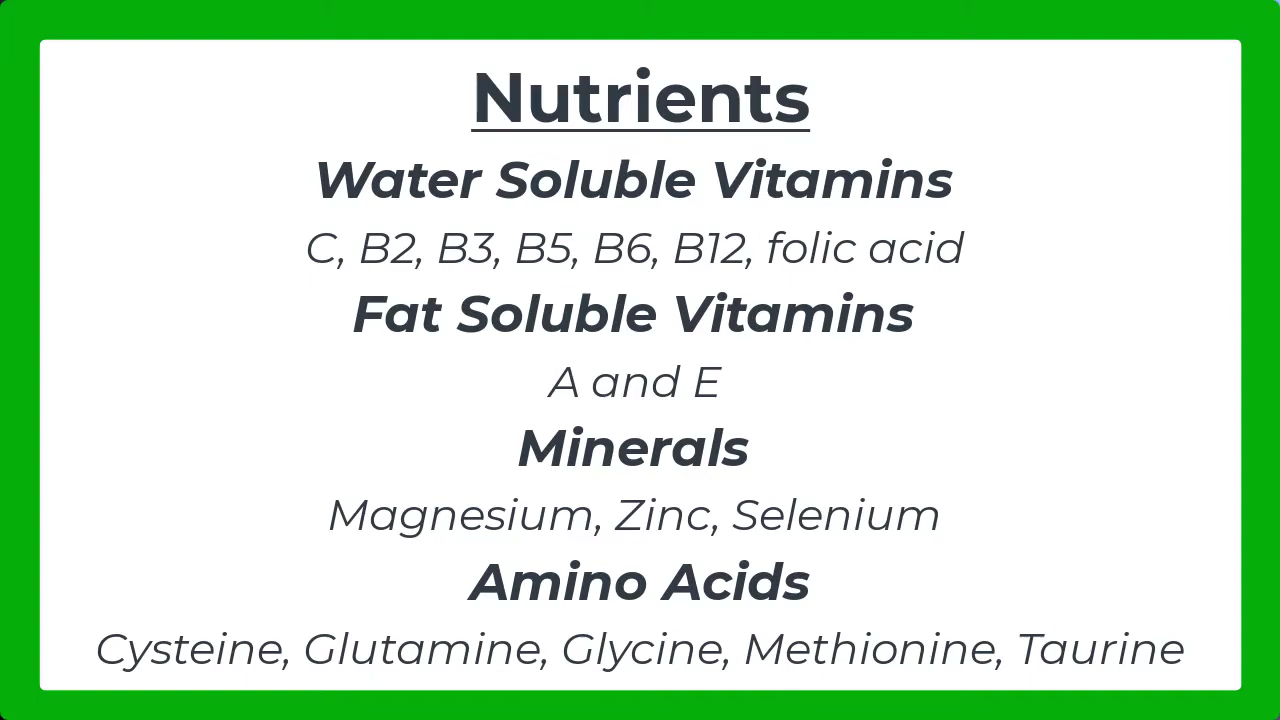 Nutrients
Water Soluble Vitamins
C, B2, B3, B5, B6, B12, folic acid
Fat Soluble Vitamins
A and E
Minerals
Magnesium, Zinc, Selenium
Amino Acids
Cysteine, Glutamine, Glycine, Methionine, Taurine